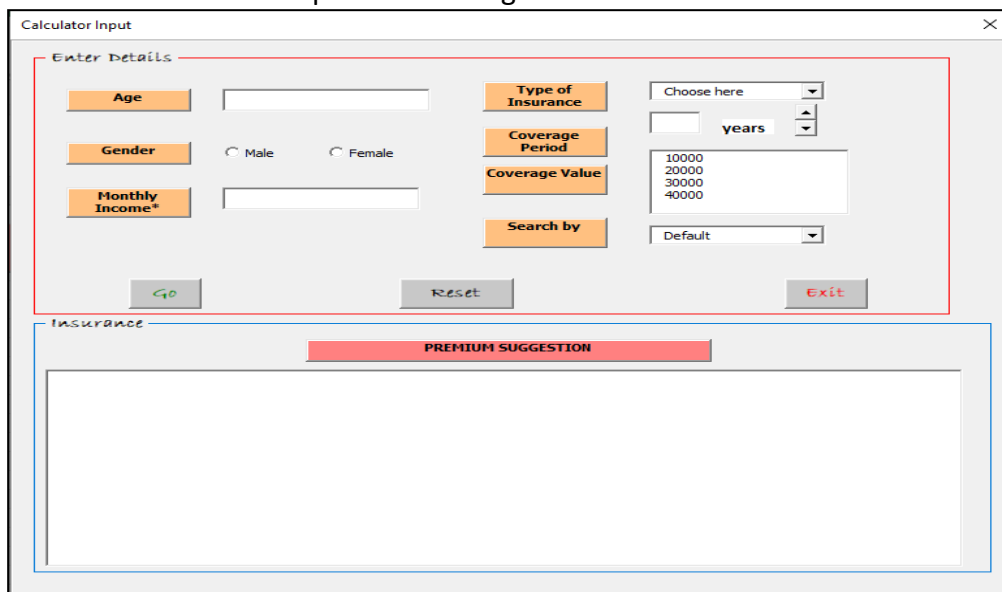 Calculator Input
Enter Details
Age
Type of
Insurance
Choose here
years
Gender
Male
Female
Coverage
Period
Coverage Value
10000
20000
30000
40000
Monthly
Income*
Search by
Default
Go
Reset
Exit
Insurance
PREMIUM SUGGESTION